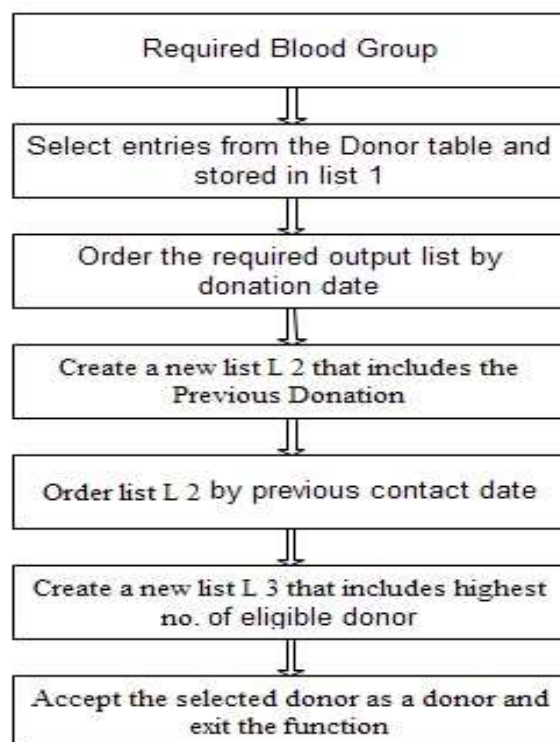 Required Blood Group
Select entries from the Donor table and
stored in list 1
Order the required output list by
donation date
Create a new list L 2 that includes the
Previous Donation
Order list L 2 by previous contact date
Create a new list L 3 that includes highest
no. of eligible donor
Accept the selected donor as a donor and
exit the function